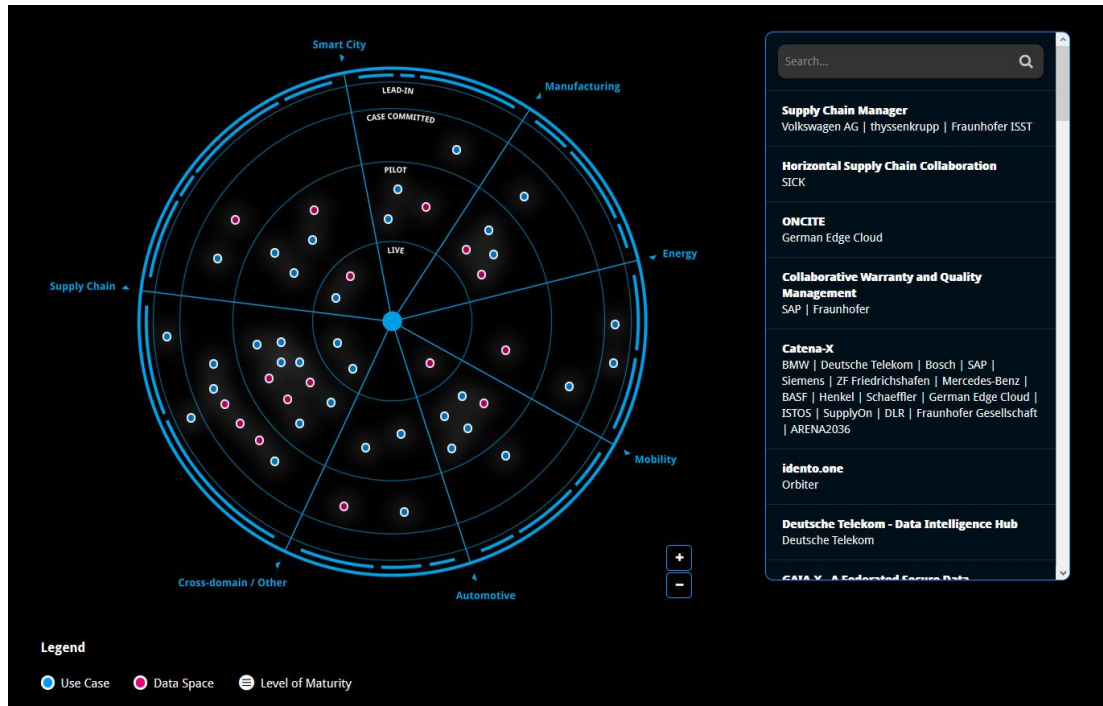 Smart City
Manufacturing
LEAD-IN
CASE COMMITTED
PILOT
LIVE
Energy
Supply Chain
Mobility
Cross-domain / Other
Automotive
+
−
Search...
Supply Chain Manager
Volkswagen AG | thyssenkrupp | Fraunhofer ISST
Horizontal Supply Chain Collaboration
SICK
ONCITE
German Edge Cloud
Collaborative Warranty and Quality
Management
SAP | Fraunhofer
Catena-X
BMW | Deutsche Telekom | Bosch | SAP |
Siemens | ZF Friedrichshafen | Mercedes-Benz |
BASF | Henkel | Schaeffler | German Edge Cloud |
ISTOS | SupplyOn | DLR | Fraunhofer Gesellschaft
| ARENA2036
idento.one
Orbiter
Deutsche Telekom - Data Intelligence Hub
Deutsche Telekom
GAIA-X - A Federated Secure Data
Legend
Use Case
Data Space
Level of Maturity